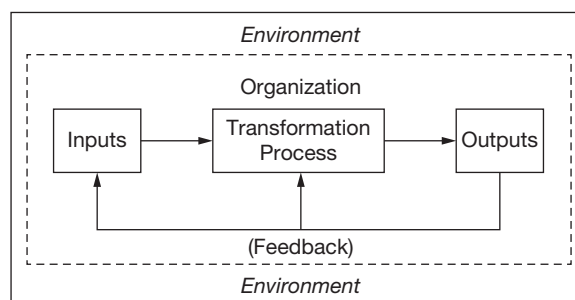 Environment
Organization
Inputs
Transformation
Process
Outputs
(Feedback)
Environment